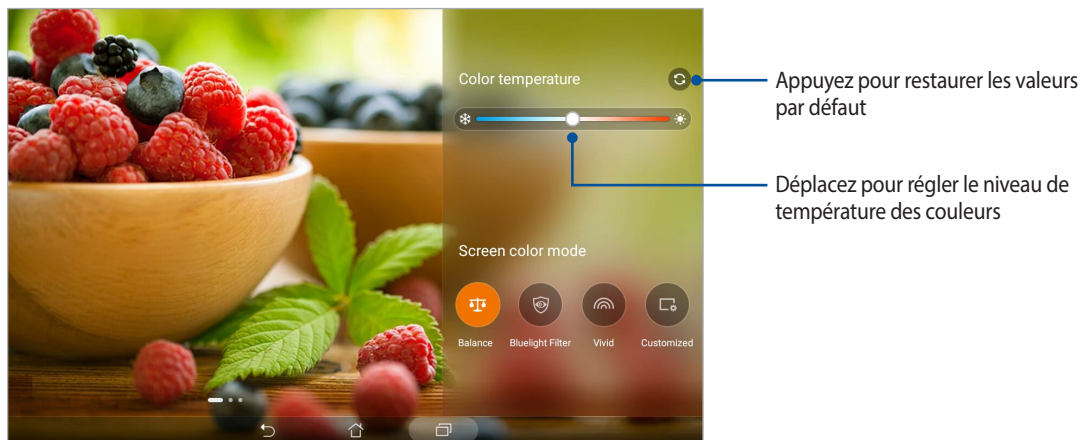 Color temperature
Appuyez pour restaurer les valeurs
par défaut
Déplacez pour régler le niveau de
température des couleurs
Screen color mode
Balance
Bluelight Filter
Vivid
Customized